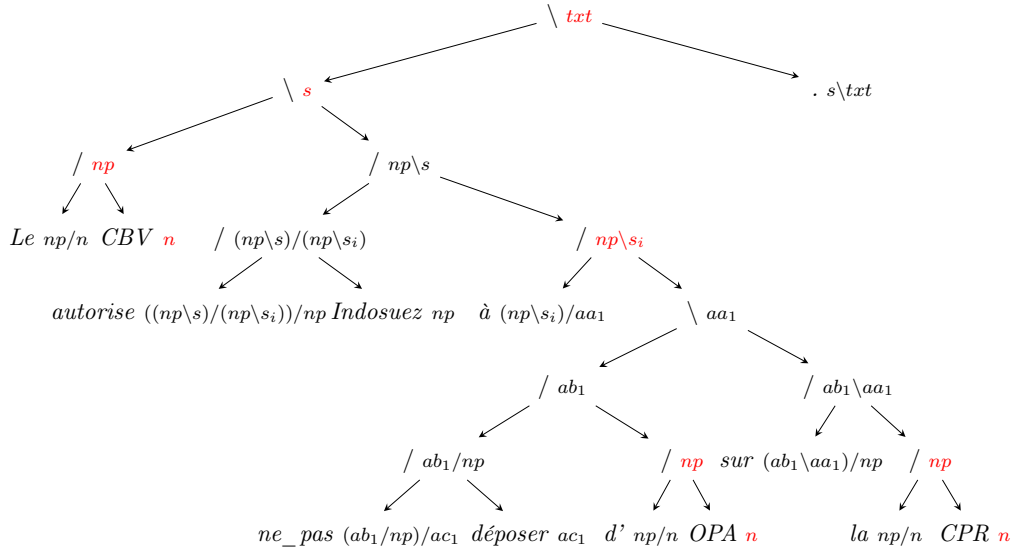 \ txt
\ s
. s\txt
/ np
/ np\s
Le np/n CBV n / (np\s)/(np\s_i) / np\s_i
autorise ((np\s)/(np\s_i))/np Indosuez np à (np\s_i)/aa_1 \ aa_1
/ ab_1 / ab_1\aa_1
/ ab_1/np / np sur (ab_1\aa_1)/np / np
ne_pas (ab_1/np)/ac_1 déposer ac_1 d' np/n OPA n la np/n CPR n